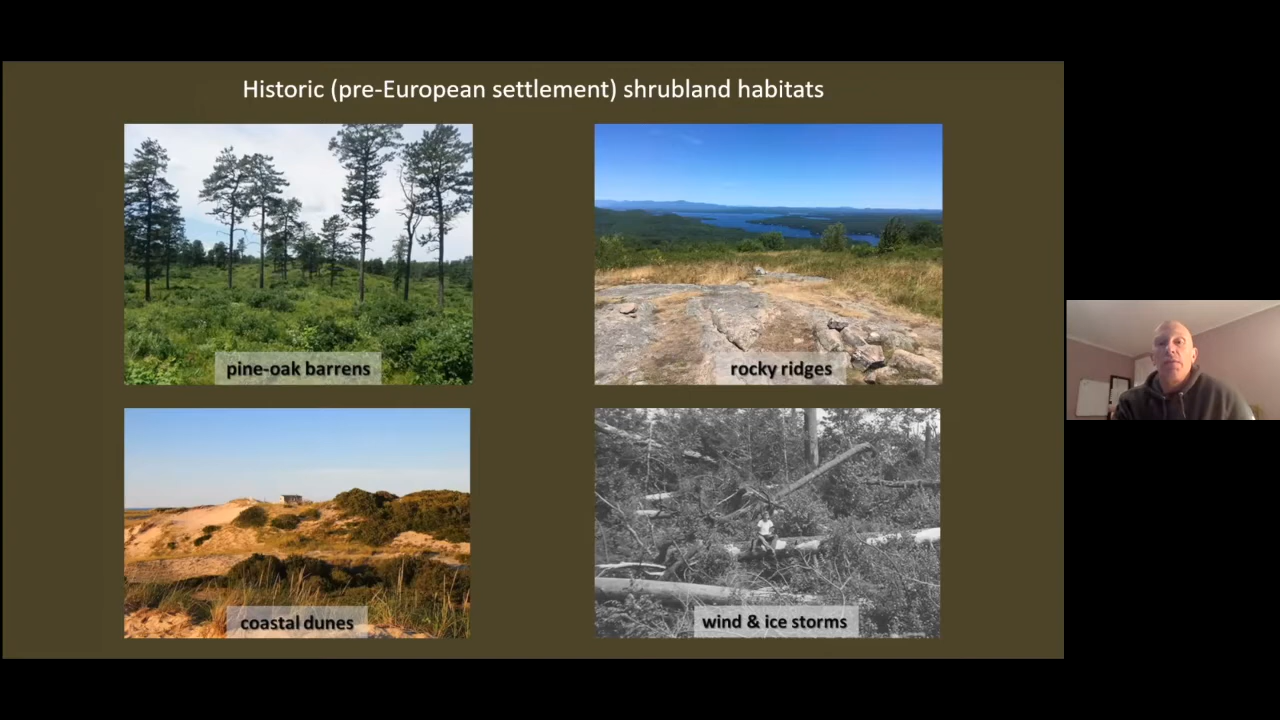 Historic (pre-European settlement) shrubland habitats
pine-oak barrens
rocky ridges
coastal dunes
wind & ice storms